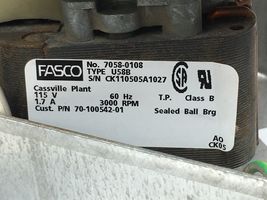 FASCO
No. 7058-0108
TYPE U58B
S/N CK110505A1027
Cassville Plant
115 V 60 Hz T.P. Class B
1.7 A 3000 RPM
Cust. P/N 70-100542-01 Sealed Ball Brg
AO
CK05